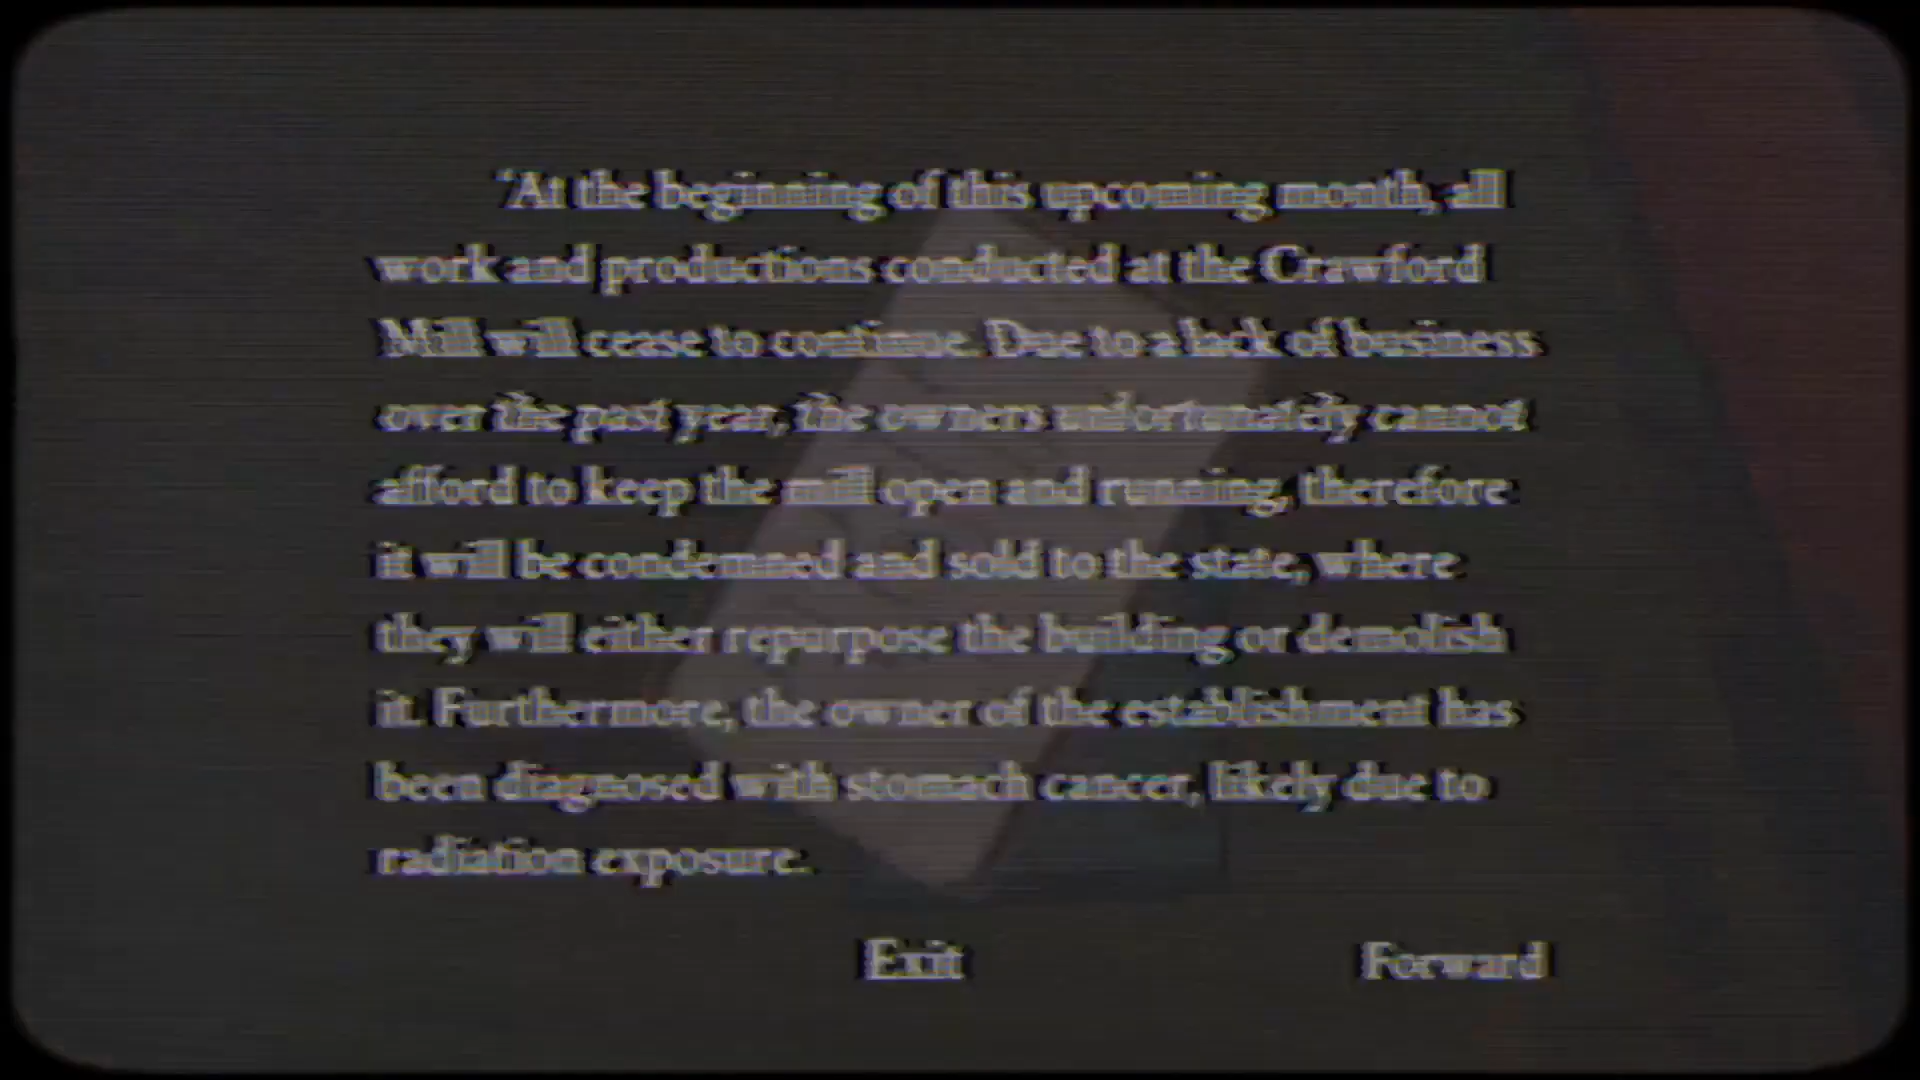 “At the beginning of this upcoming month, all
work and productions conducted at the Crawford
Mill will cease to continue. Due to a lack of business
over the past year, the owners unfortunately cannot
afford to keep the mill open and running, therefore
it will be condemned and sold to the state, where
they will either repurpose the building or demolish
it. Furthermore, the owner of the establishment has
been diagnosed with stomach cancer, likely due to
radiation exposure.
Exit
Forward